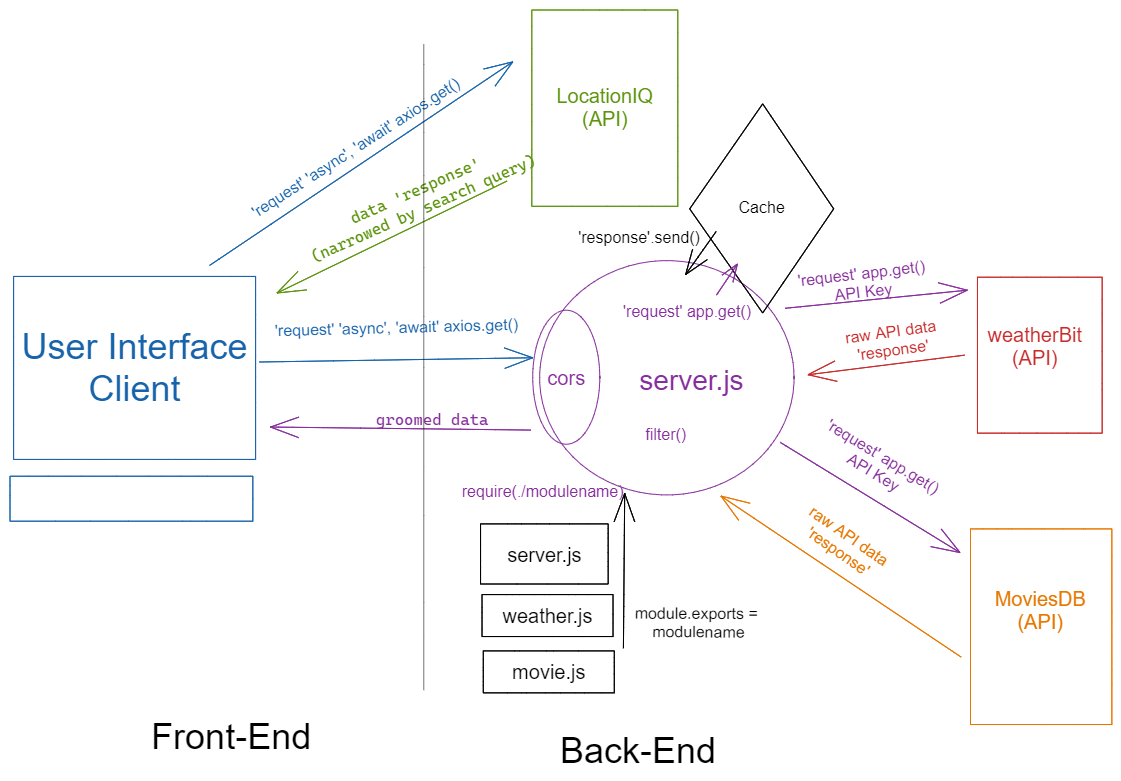 LocationIQ
(API)
'request' 'async', 'await' axios.get()
data 'response'
(narrowed by search query)
Cache
'response'.send()
'request' app.get()
'request' app.get()
API Key
weatherBit
(API)
raw API data
'response'
User Interface
Client
'request' 'async', 'await' axios.get()
cors
server.js
groomed data
filter()
'request' app.get()
API Key
require(./modulename)
raw API data
'response'
server.js
weather.js
movie.js
module.exports =
modulename
MoviesDB
(API)
Front-End
Back-End